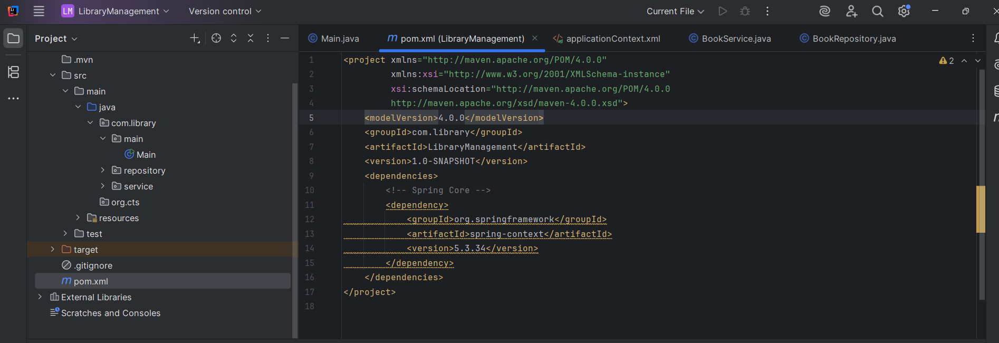 LM LibraryManagement Version control Current File
Project
Main.java pom.xml (LibraryManagement) applicationContext.xml BookService.java BookRepository.java
.mvn
src
main
java
com.library
main
Main
repository
service
org.cts
resources
test
target
.gitignore
pom.xml
External Libraries
Scratches and Consoles
2
1 <project xmlns="http://maven.apache.org/POM/4.0.0"
2 xmlns:xsi="http://www.w3.org/2001/XMLSchema-instance"
3 xsi:schemaLocation="http://maven.apache.org/POM/4.0.0
4 http://maven.apache.org/xsd/maven-4.0.0.xsd">
5 <modelVersion>4.0.0</modelVersion>
6 <groupId>com.library</groupId>
7 <artifactId>LibraryManagement</artifactId>
8 <version>1.0-SNAPSHOT</version>
9 <dependencies>
10 <!-- Spring Core -->
11 <dependency>
12 <groupId>org.springframework</groupId>
13 <artifactId>spring-context</artifactId>
14 <version>5.3.34</version>
15 </dependency>
16 </dependencies>
17 </project>
18